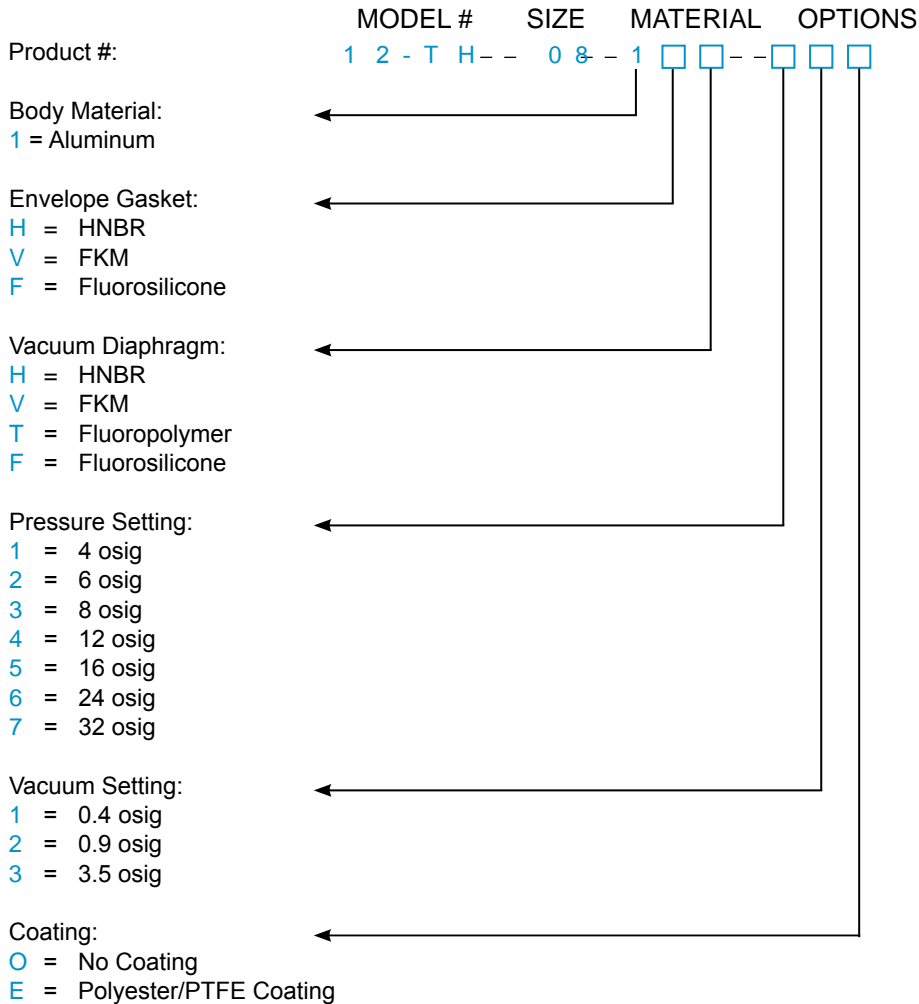 MODEL # SIZE MATERIAL OPTIONS
Product #: 1 2 - T H – – 0 8 – – 1 □ □ – – □ □ □
Body Material:
1 = Aluminum
Envelope Gasket:
H = HNBR
V = FKM
F = Fluorosilicone
Vacuum Diaphragm:
H = HNBR
V = FKM
T = Fluoropolymer
F = Fluorosilicone
Pressure Setting:
1 = 4 osig
2 = 6 osig
3 = 8 osig
4 = 12 osig
5 = 16 osig
6 = 24 osig
7 = 32 osig
Vacuum Setting:
1 = 0.4 osig
2 = 0.9 osig
3 = 3.5 osig
Coating:
O = No Coating
E = Polyester/PTFE Coating